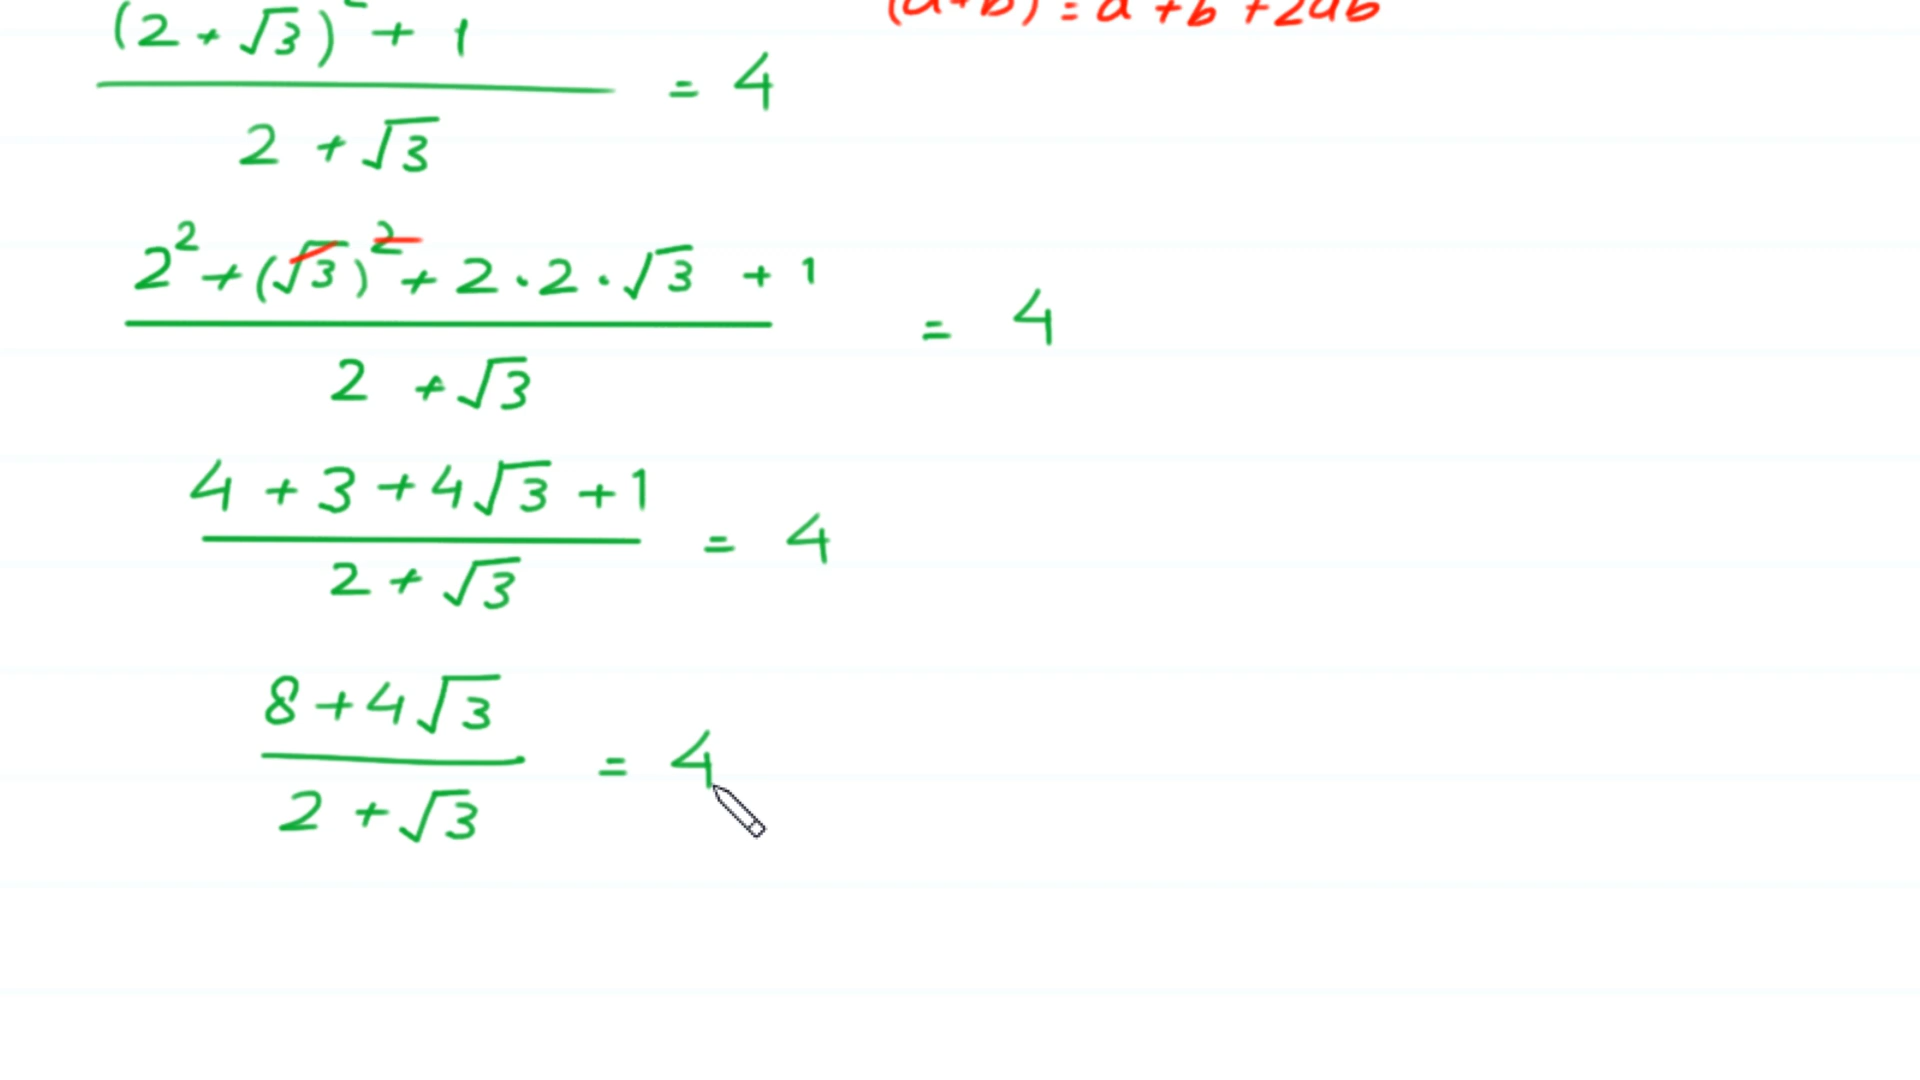 (2 + √3)² + 1 / 2 + √3 = 4
(a+b) = a + b + 2ab
2² + (√3)² + 2 · 2 · √3 + 1 / 2 + √3 = 4
4 + 3 + 4√3 + 1 / 2 + √3 = 4
8 + 4√3 / 2 + √3 = 4